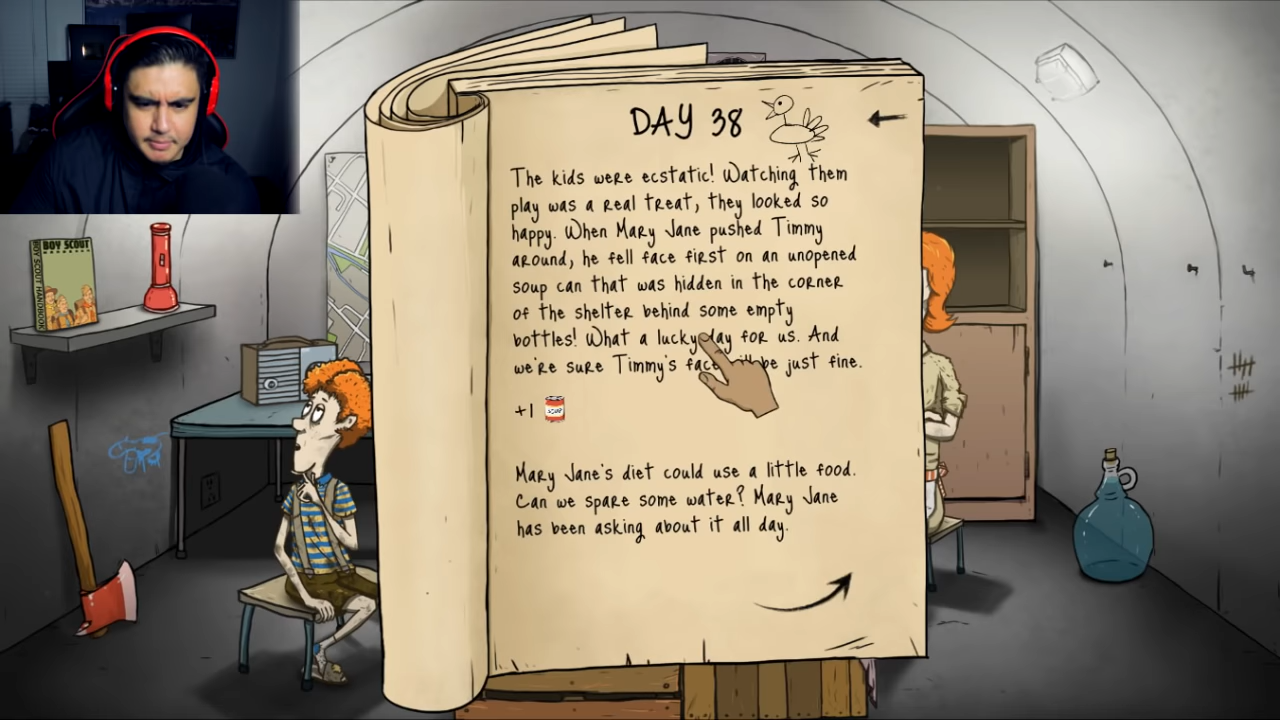 DAY 38
The kids were ecstatic! Watching them
play was a real treat, they looked so
happy. When Mary Jane pushed Timmy
around, he fell face first on an unopened
soup can that was hidden in the corner
of the shelter behind some empty
bottles! What a lucky day for us. And
we're sure Timmy's face be just fine.
+1
SOUP
Mary Jane's diet could use a little food.
Can we spare some water? Mary Jane
has been asking about it all day.
BOY SCOUT
BOY SCOUT HANDBOOK